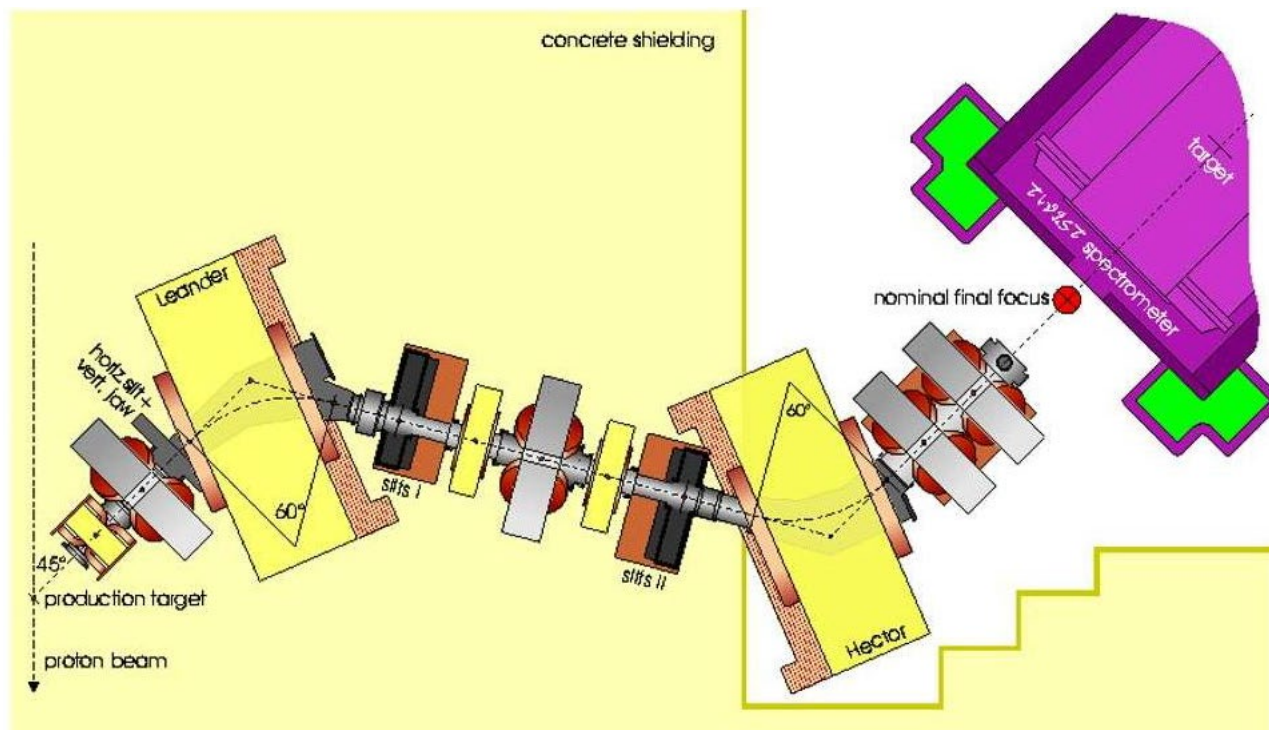 concrete shielding
target
spectrometer
nominal final focus
Leander
horiz slit +
vert. jaw
60°
slits I
60°
slits II
Hector
45°
production target
proton beam